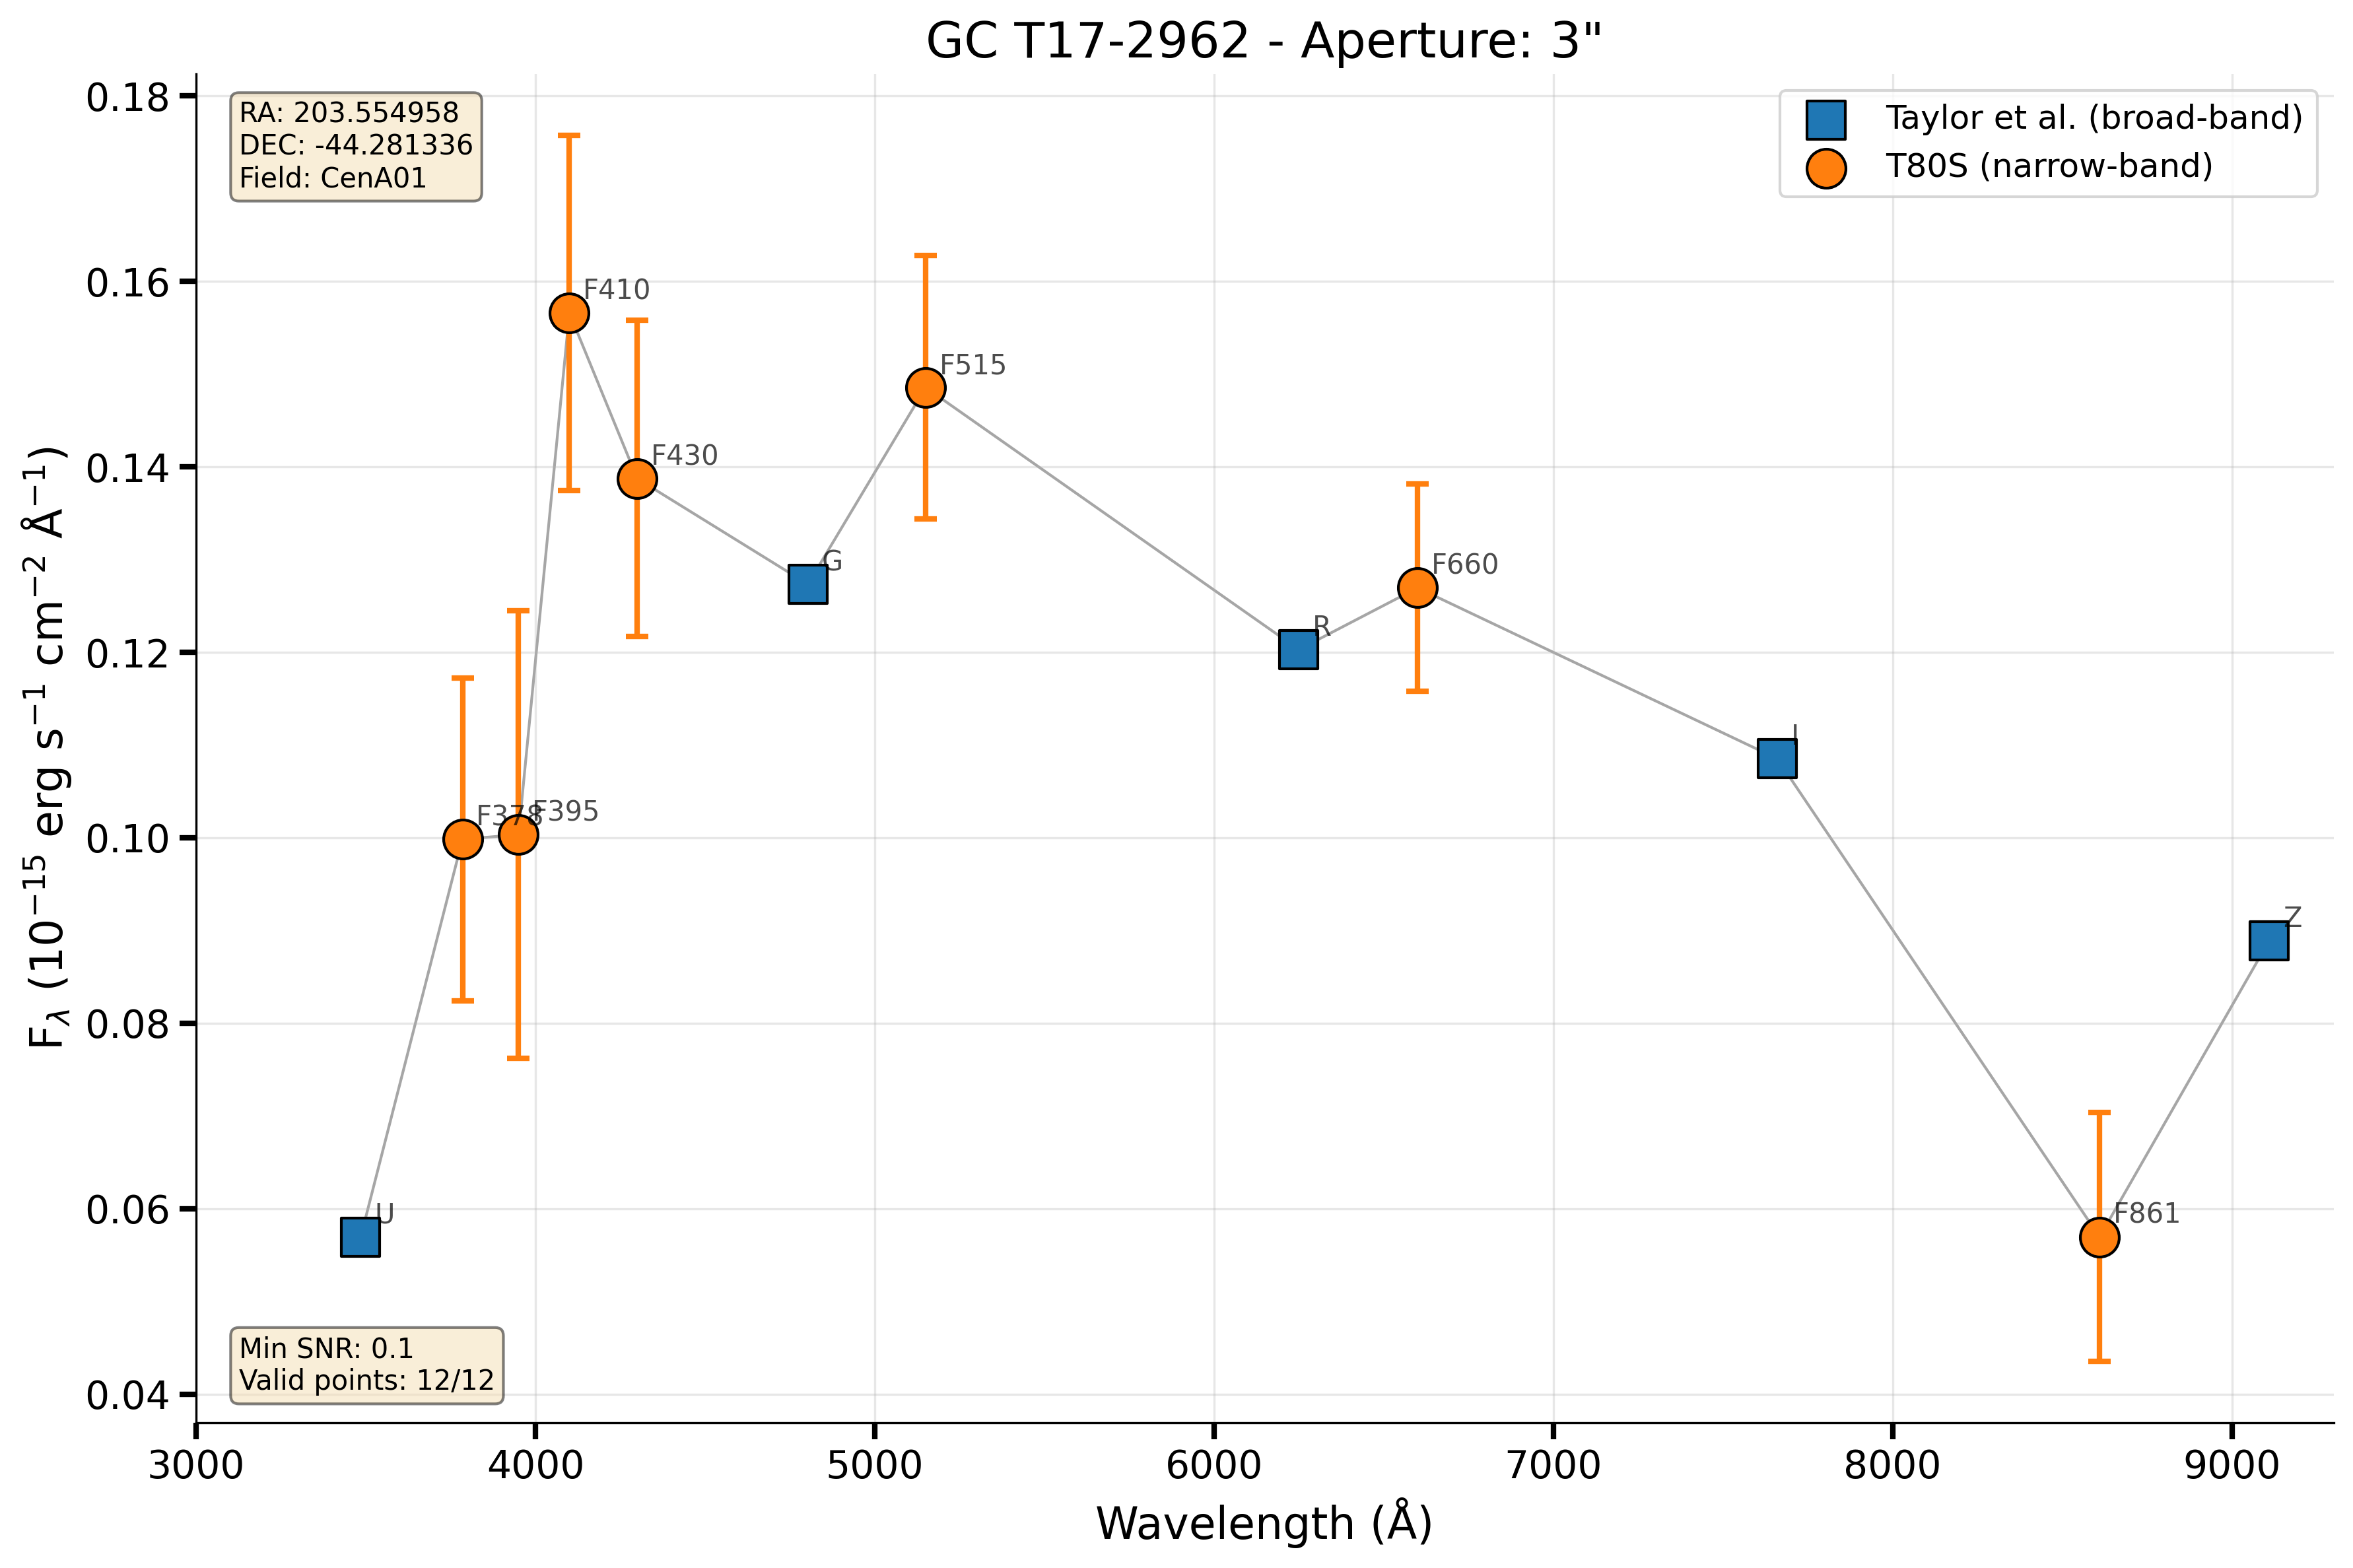 GC T17-2962 - Aperture: 3"
RA: 203.554958
DEC: -44.281336
Field: CenA01
Taylor et al. (broad-band)
T80S (narrow-band)
F_λ (10⁻¹⁵ erg s⁻¹ cm⁻² Å⁻¹)
0.18
0.16
0.14
0.12
0.10
0.08
0.06
0.04
U
F378
F395
F410
F430
G
F515
R
F660
I
F861
Z
Min SNR: 0.1
Valid points: 12/12
3000 4000 5000 6000 7000 8000 9000
Wavelength (Å)